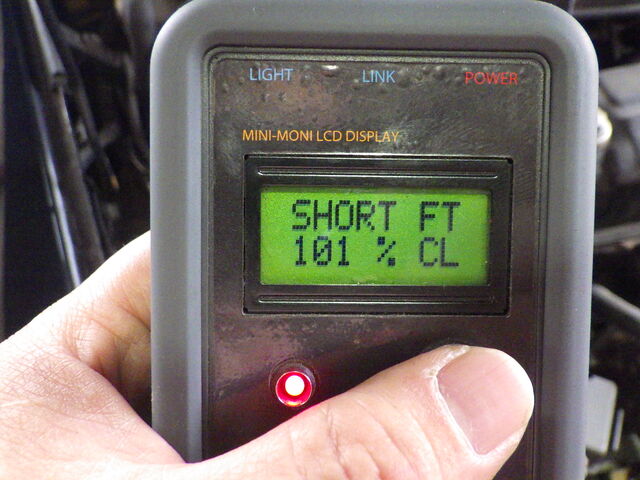 LIGHT LINK POWER
MINI-MONI LCD DISPLAY
SHORT FT
101 % CL